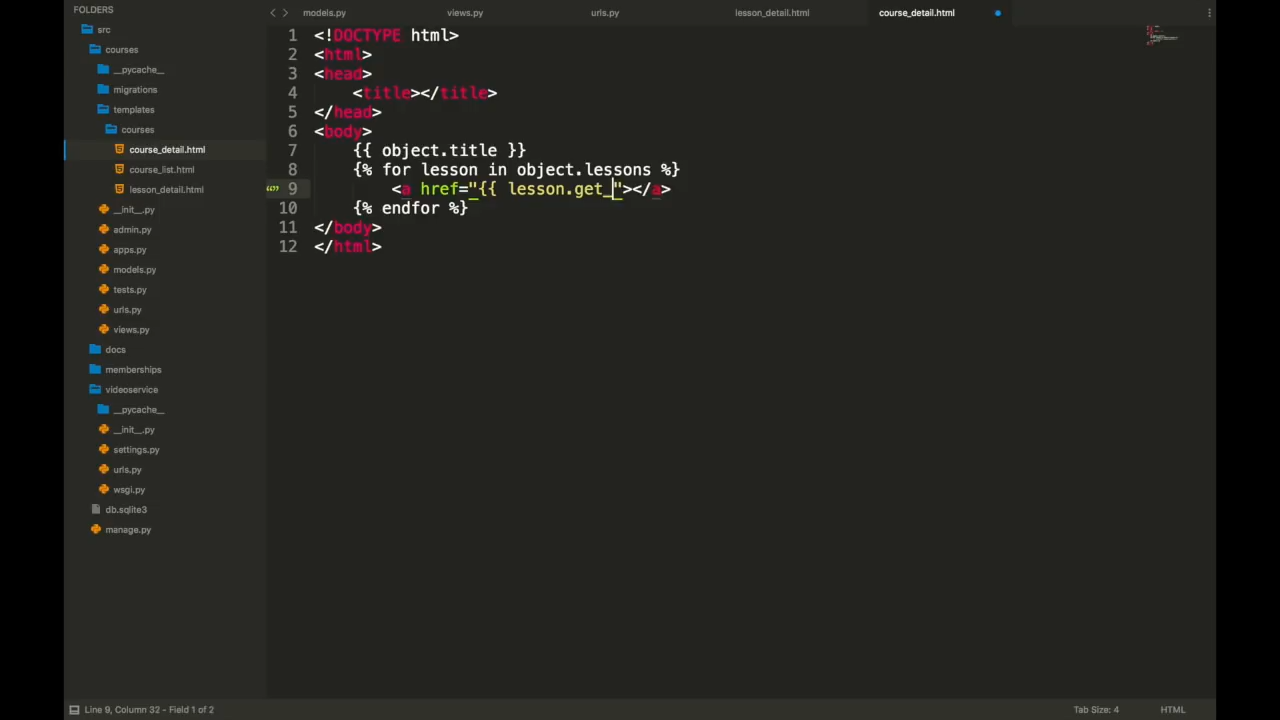 FOLDERS
src
courses
__pycache__
migrations
templates
courses
course_detail.html
course_list.html
lesson_detail.html
__init__.py
admin.py
apps.py
models.py
tests.py
urls.py
views.py
docs
memberships
videoservice
__pycache__
__init__.py
settings.py
urls.py
wsgi.py
db.sqlite3
manage.py
models.py views.py urls.py lesson_detail.html course_detail.html
1 <!DOCTYPE html>
2 <html>
3 <head>
4 <title></title>
5 </head>
6 <body>
7 {{ object.title }}
8 {% for lesson in object.lessons %}
9 <a href="{{ lesson.get_"></a>
10 {% endfor %}
11 </body>
12 </html>
Line 9, Column 32 - Field 1 of 2 Tab Size: 4 HTML